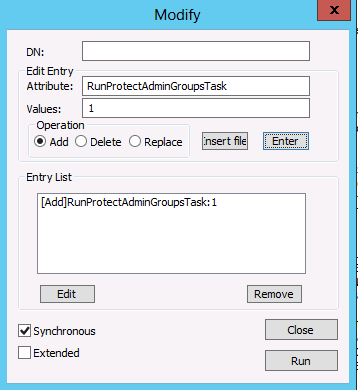 Modify
x
DN:
Edit Entry
Attribute: RunProtectAdminGroupsTask
Values: 1
Operation
Add Delete Replace Insert file Enter
Entry List
[Add]RunProtectAdminGroupsTask:1
Edit Remove
Synchronous Close
Extended
Run